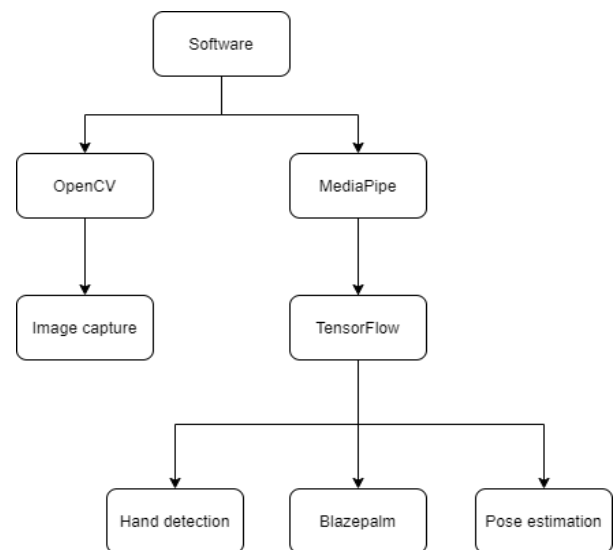 Software
OpenCV
MediaPipe
Image capture
TensorFlow
Hand detection
Blazepalm
Pose estimation